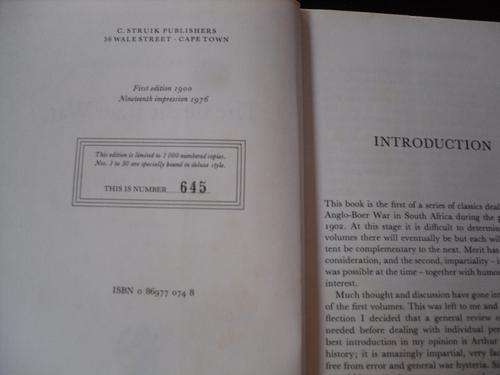 C. STRUIK PUBLISHERS
56 WALE STREET · CAPE TOWN
First edition 1900
Nineteenth impression 1976
This edition is limited to 1 000 numbered copies.
Nos. 1 to 50 are specially bound in deluxe style.
THIS IS NUMBER 645
ISBN 0 86977 074 8
INTRODUCTION
This book is the first of a series of classics deal
Anglo-Boer War in South Africa during the
1902. At this stage it is difficult to determin
volumes there will eventually be but each wil
tent be complementary to the next. Merit has
consideration, and the second, impartiality –
was possible at the time – together with hum
interest.
Much thought and discussion have gone int
of the first volumes. This was left to me and
flection I decided that a general review o
needed before dealing with individual per
best introduction in my opinion is Arthur
history; it is amazingly impartial, very fa
free from error and general war hysteria. S